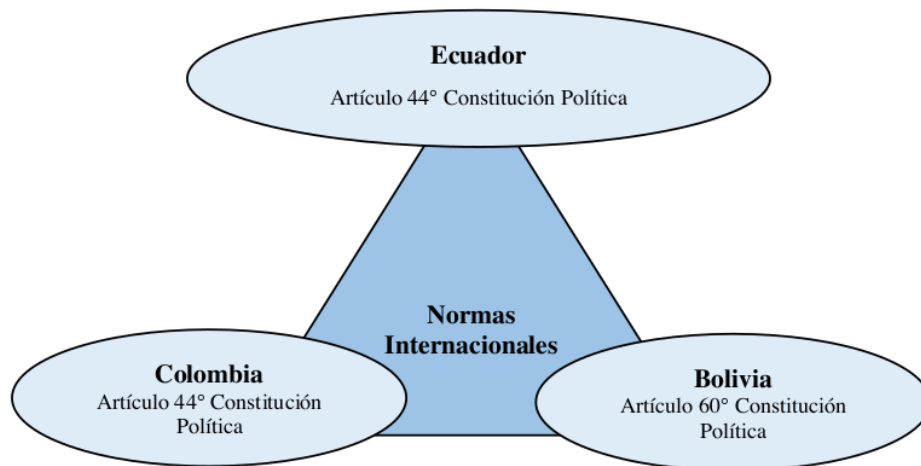 Ecuador
Artículo 44° Constitución Política
Normas
Internacionales
Colombia
Artículo 44° Constitución
Política
Bolivia
Artículo 60° Constitución
Política